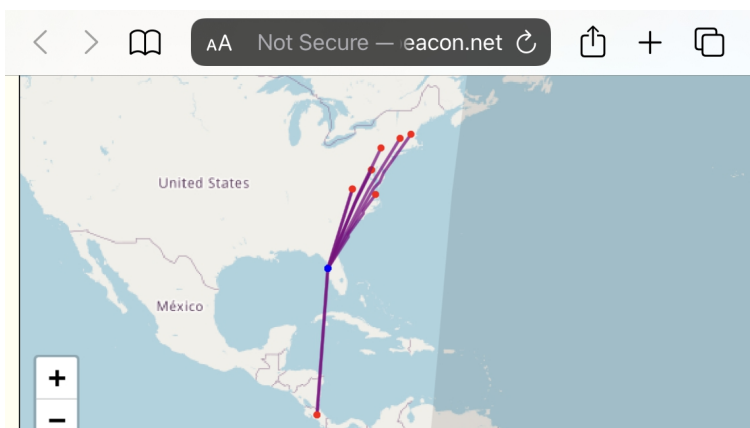 AA Not Secure — eacon.net
United States
México
+
−